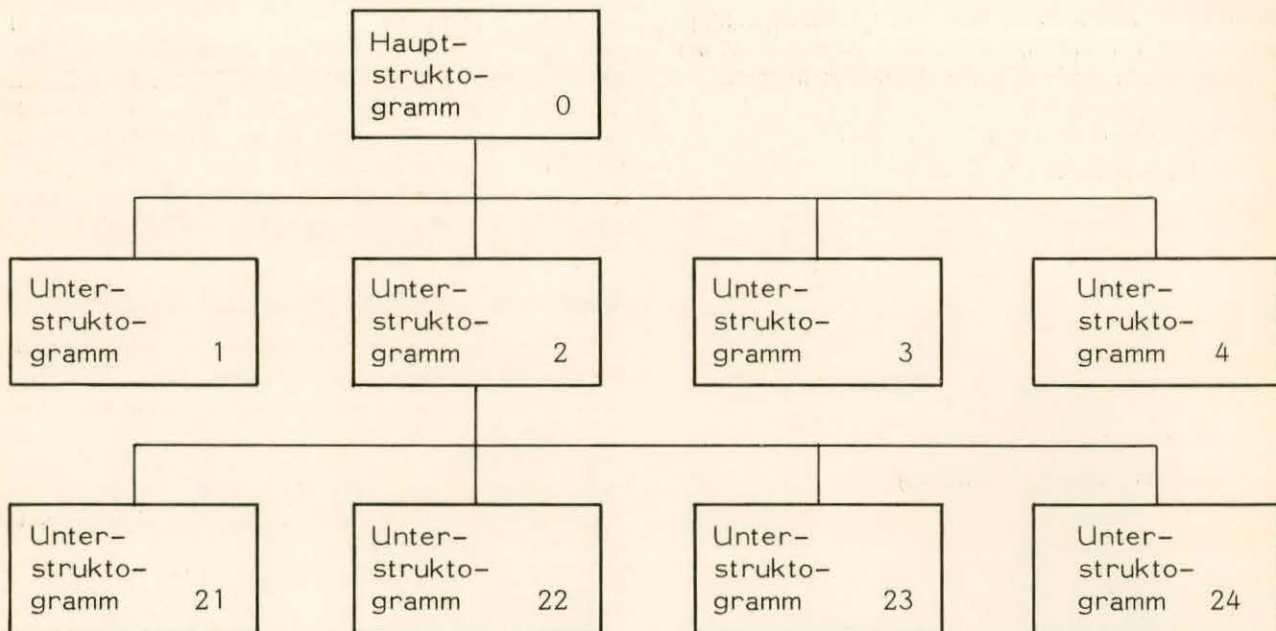 Haupt-
strukto-
gramm 0
Unter-
strukto-
gramm 1
Unter-
strukto-
gramm 2
Unter-
strukto-
gramm 3
Unter-
strukto-
gramm 4
Unter-
strukto-
gramm 21
Unter-
strukto-
gramm 22
Unter-
strukto-
gramm 23
Unter-
strukto-
gramm 24